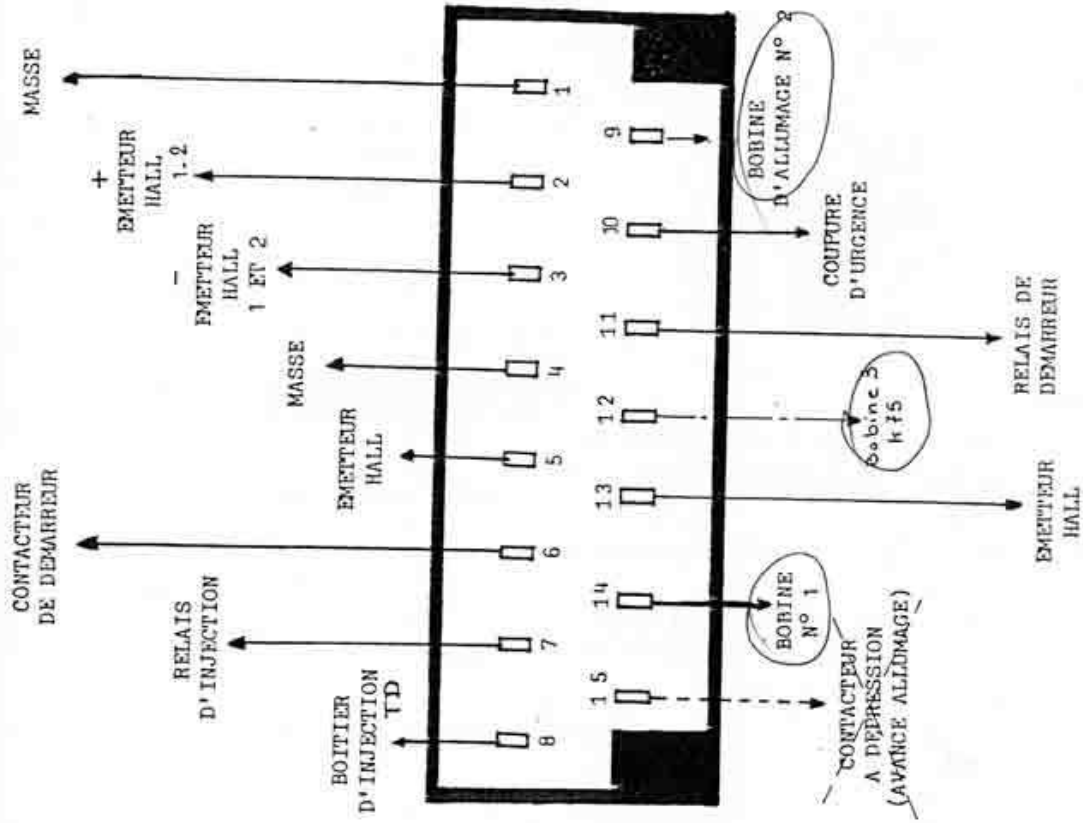 MASSE
+
EMETTEUR
HALL
1-2
-
EMETTEUR
HALL
1 ET 2
MASSE
EMETTEUR
HALL
CONTACTEUR
DE DEMARREUR
RELAIS
D'INJECTION
BOITIER
D'INJECTION
TD
1
2
3
4
5
6
7
8
9
10
11
12
13
14
15
BOBINE
D'ALLUMAGE N° 2
COUPURE
D'URGENCE
RELAIS DE
DEMARREUR
bobine 3
K75
EMETTEUR
HALL
BOBINE
N° 1
CONTACTEUR
A DEPRESSION
(AVANCE ALLUMAGE)